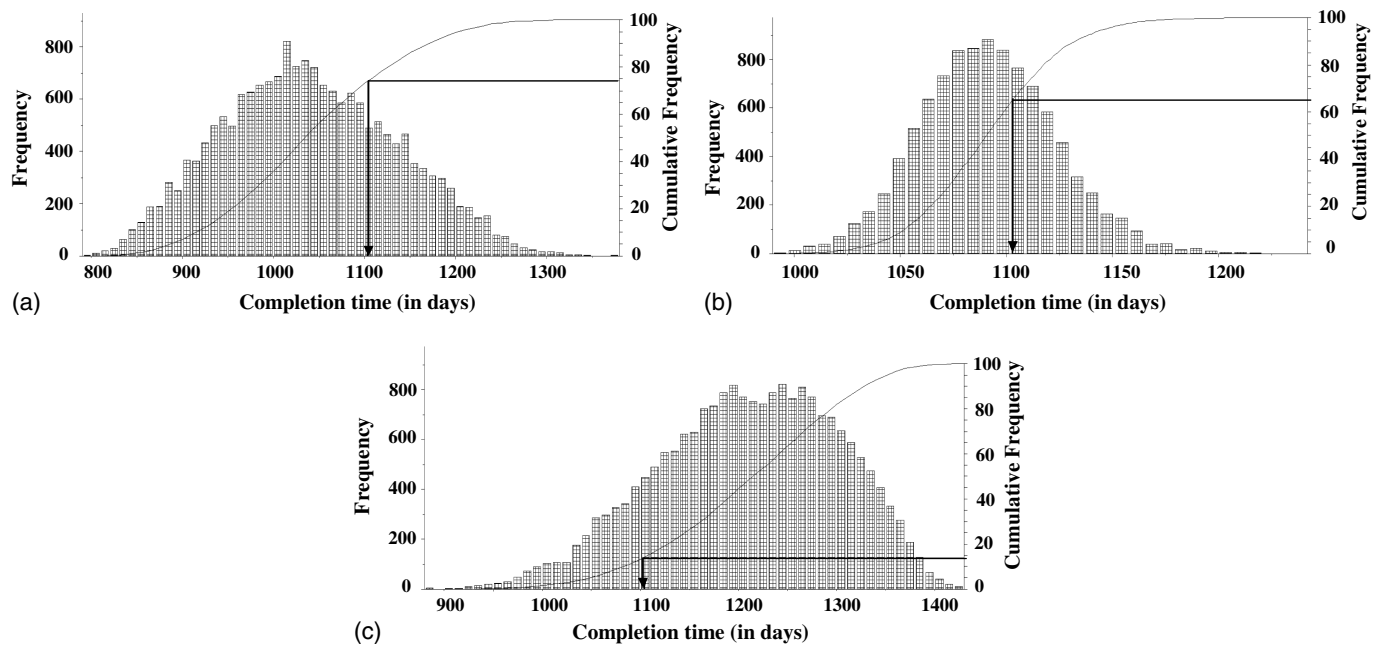 800
600
400
200
0
Frequency
100
80
60
40
20
0
Cumulative Frequency
800 900 1000 1100 1200 1300
Completion time (in days)
(a)
800
600
400
200
0
Frequency
100
80
60
40
20
0
Cumulative Frequency
1000 1050 1100 1150 1200
Completion time (in days)
(b)
800
600
400
200
0
Frequency
100
80
60
40
20
0
Cumulative Frequency
900 1000 1100 1200 1300 1400
Completion time (in days)
(c)